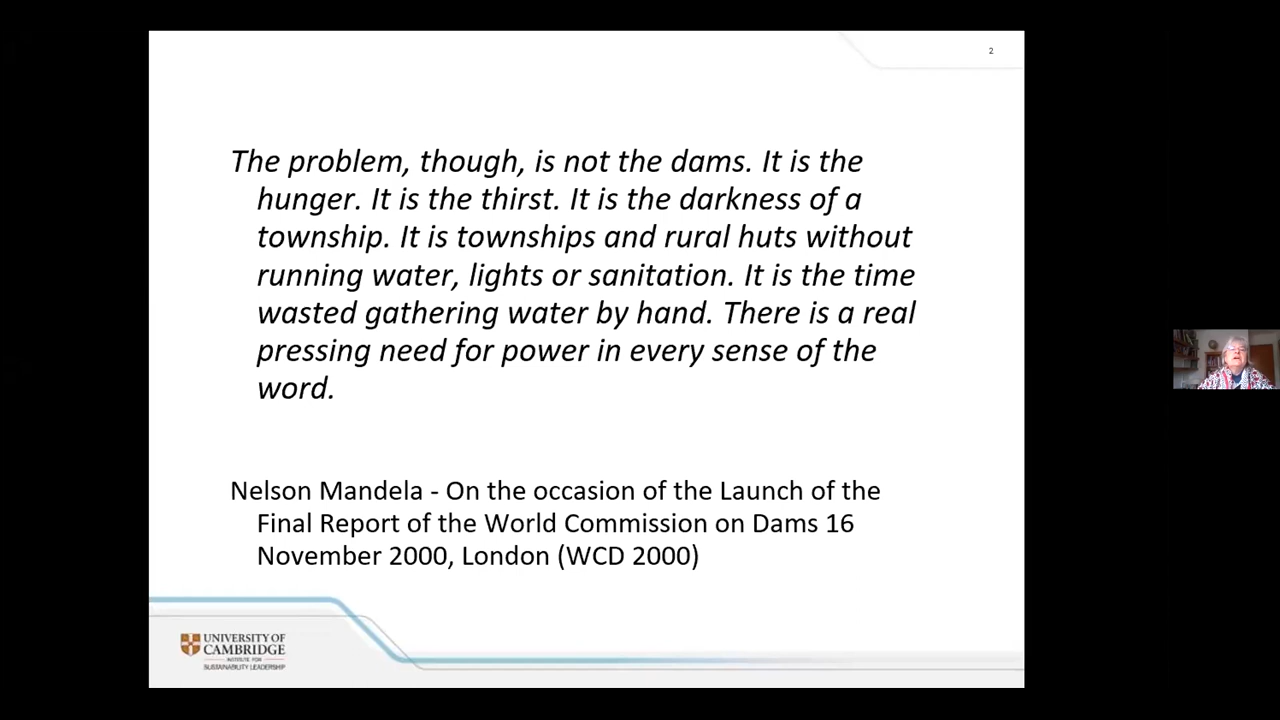 2
The problem, though, is not the dams. It is the
hunger. It is the thirst. It is the darkness of a
township. It is townships and rural huts without
running water, lights or sanitation. It is the time
wasted gathering water by hand. There is a real
pressing need for power in every sense of the
word.
Nelson Mandela - On the occasion of the Launch of the
Final Report of the World Commission on Dams 16
November 2000, London (WCD 2000)
UNIVERSITY OF
CAMBRIDGE
INSTITUTE FOR
SUSTAINABILITY LEADERSHIP